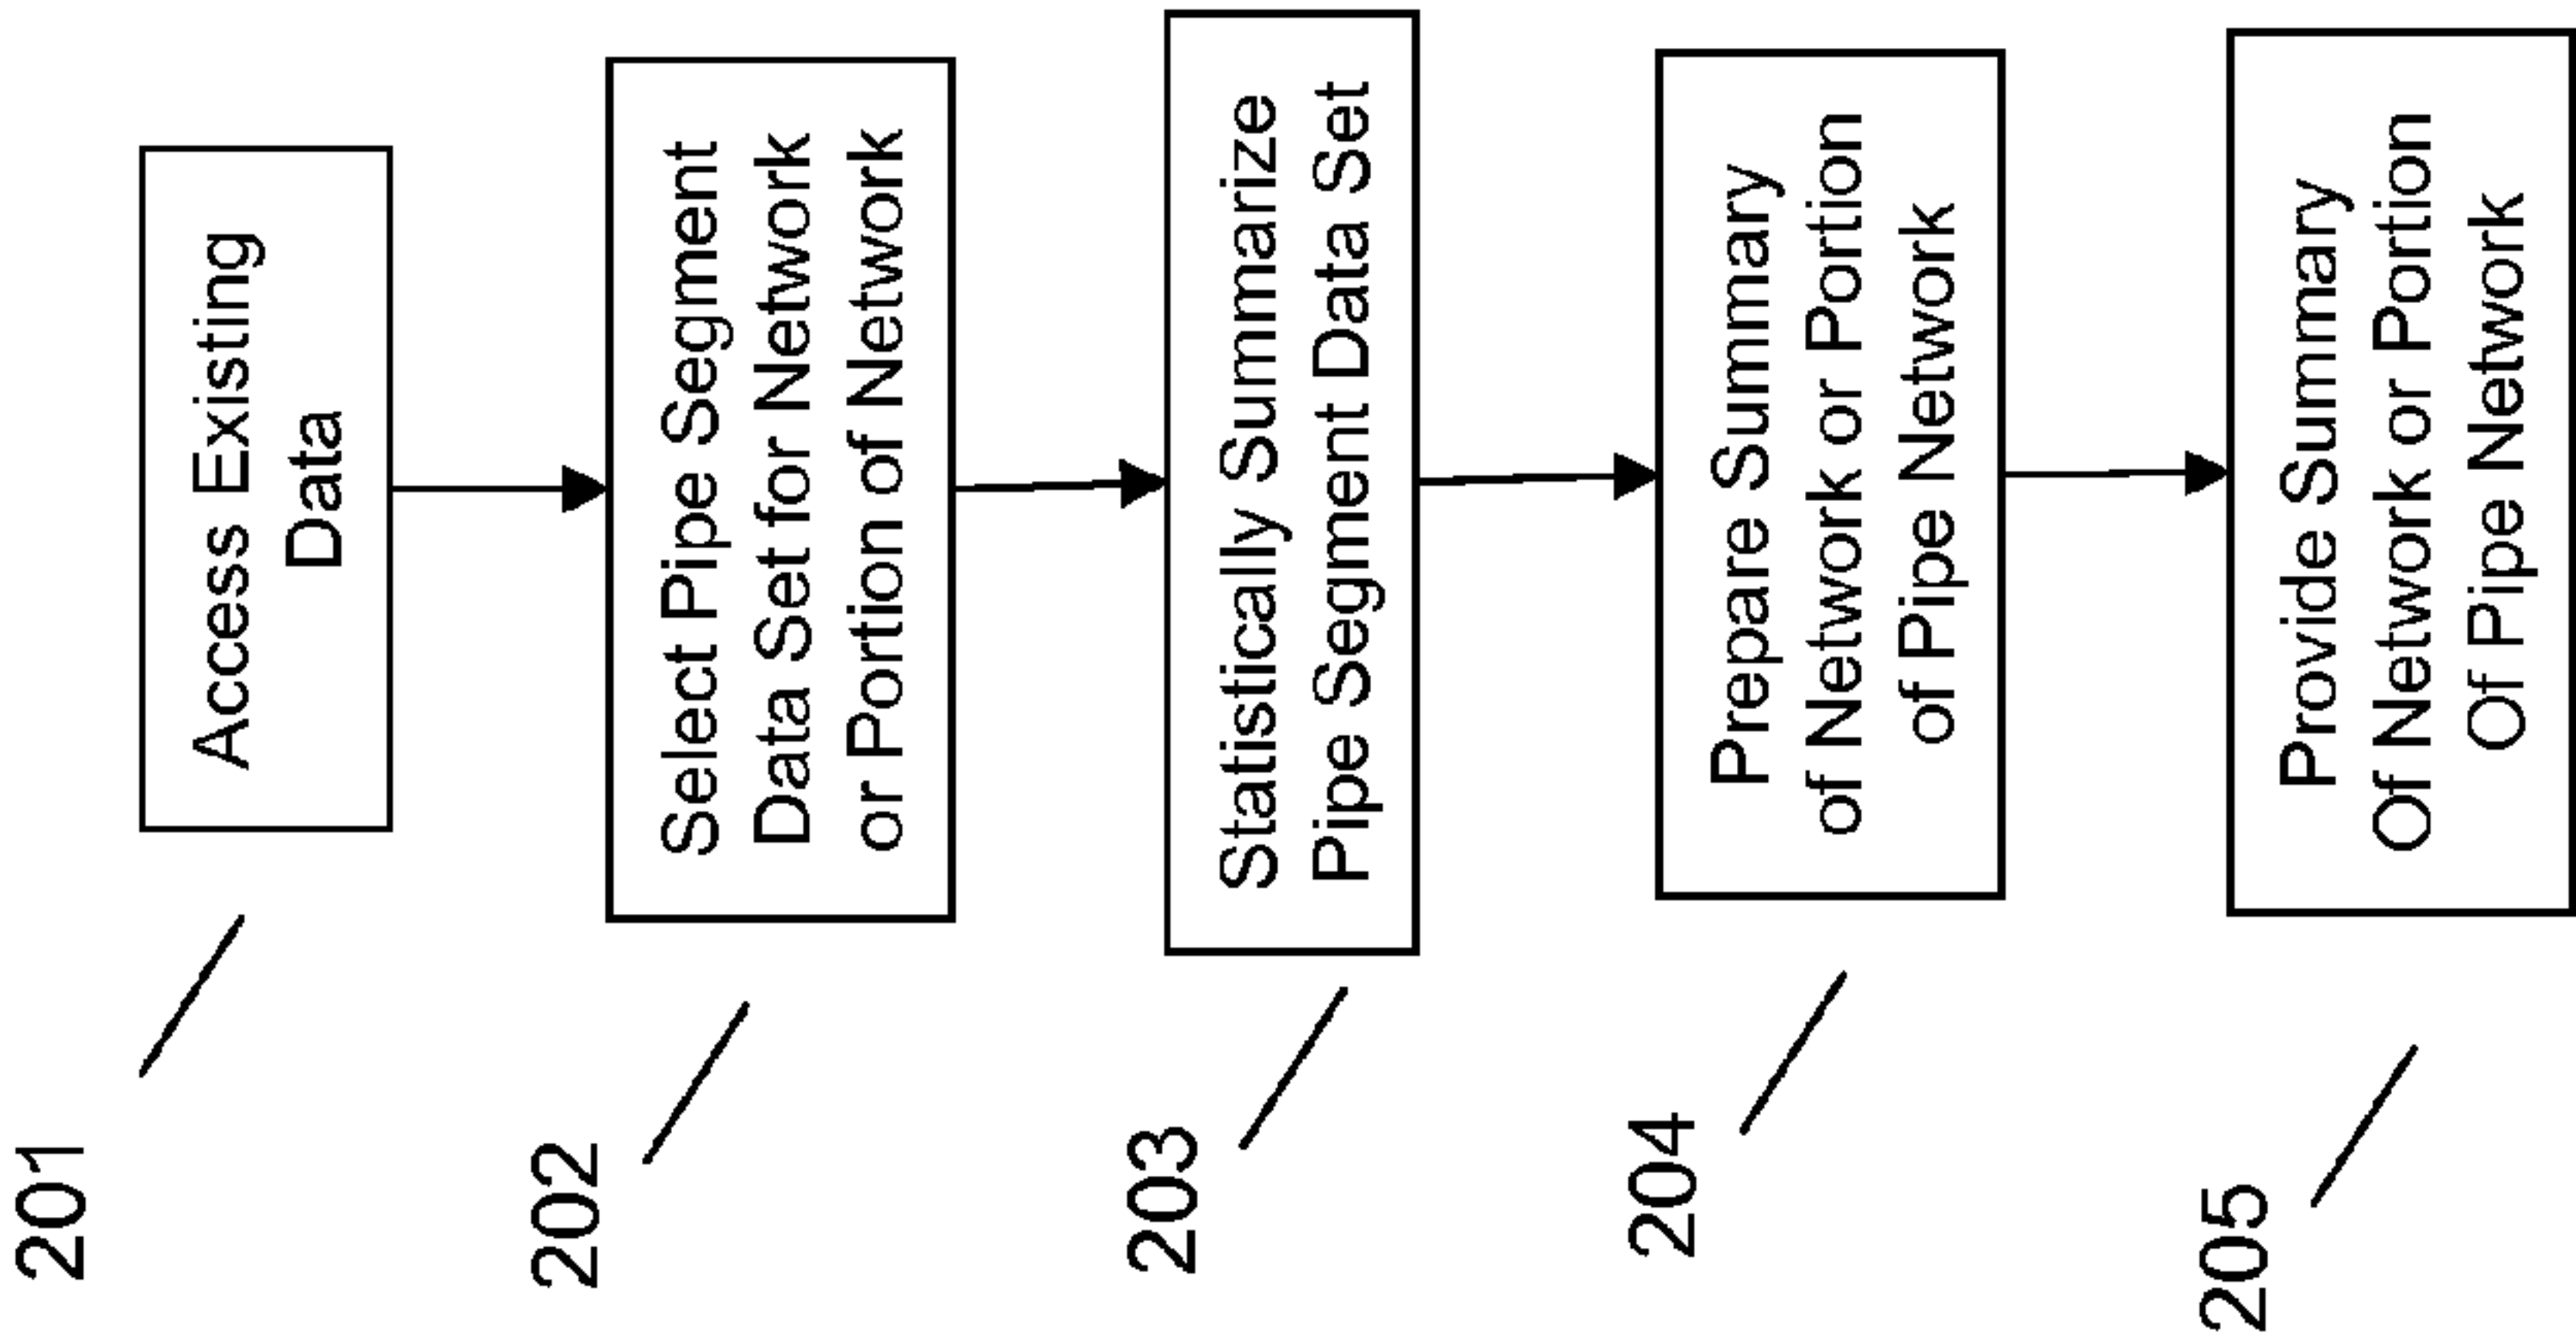 201
Access Existing
Data
202
Select Pipe Segment
Data Set for Network
or Portion of Network
203
Statistically Summarize
Pipe Segment Data Set
204
Prepare Summary
of Network or Portion
of Pipe Network
205
Provide Summary
Of Network or Portion
Of Pipe Network